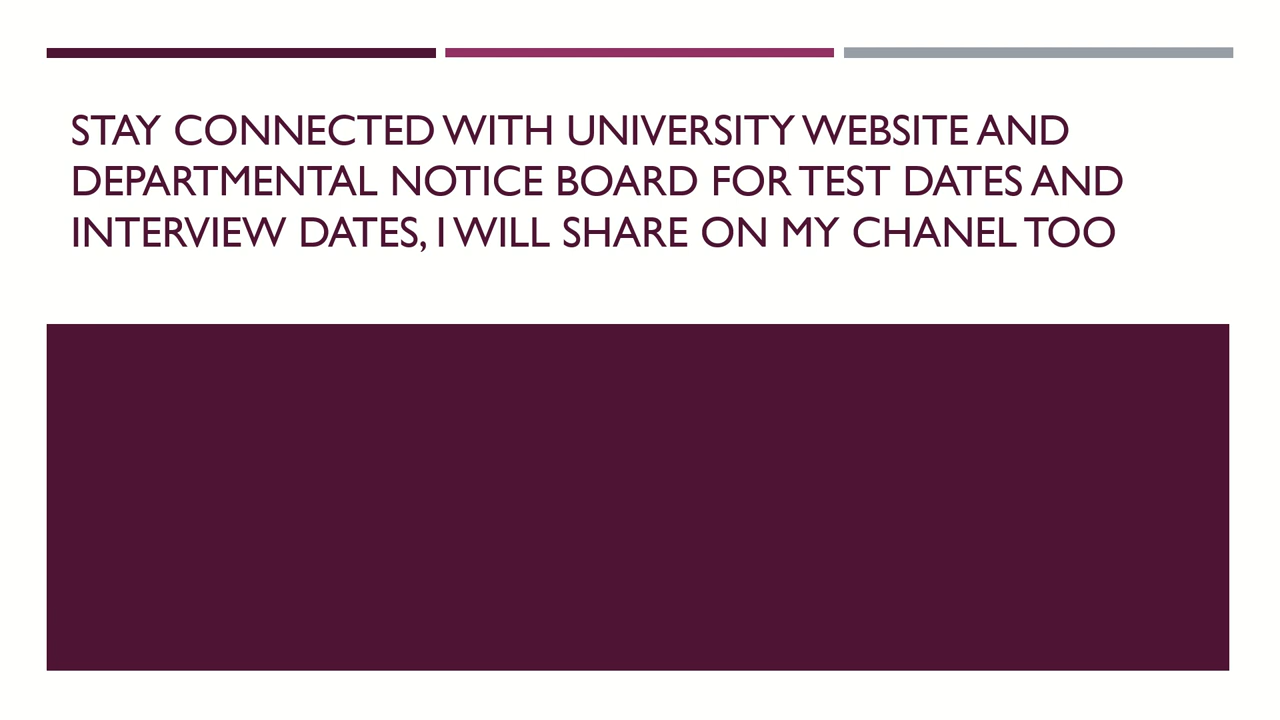 STAY CONNECTED WITH UNIVERSITY WEBSITE AND
DEPARTMENTAL NOTICE BOARD FOR TEST DATES AND
INTERVIEW DATES, I WILL SHARE ON MY CHANEL TOO